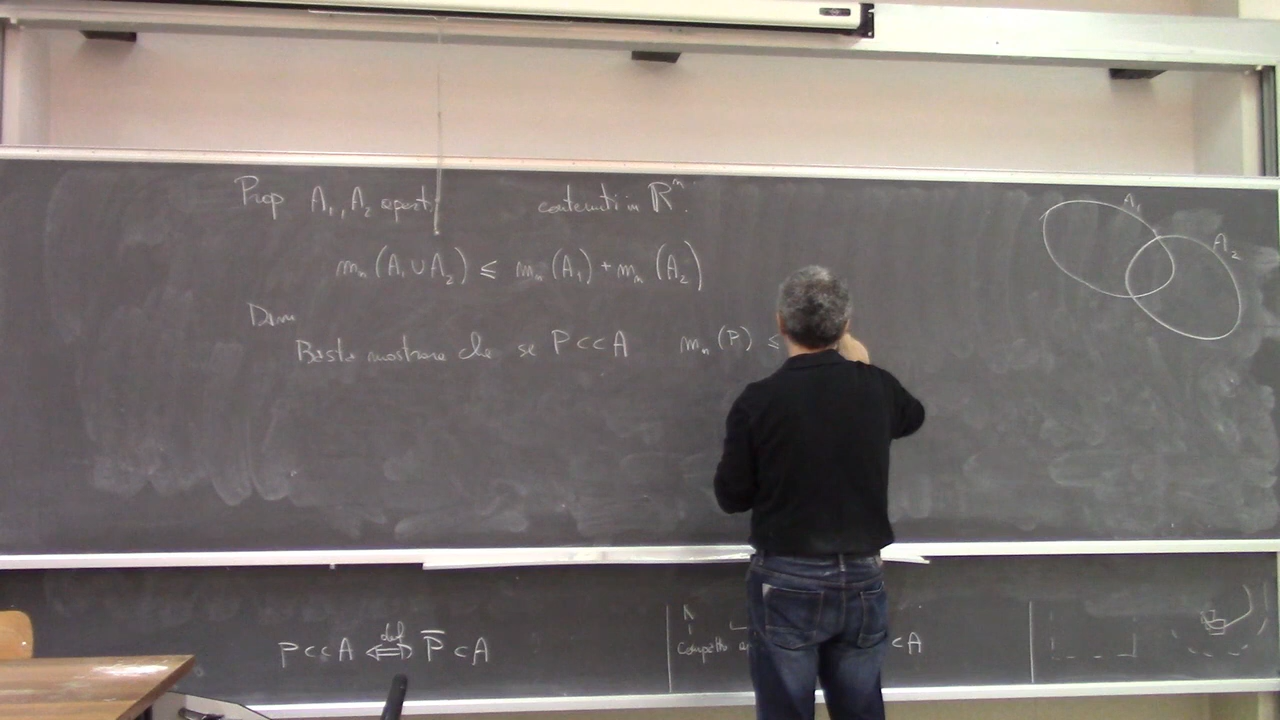 Prop A₁, A₂ aperti contenuti in ℝⁿ.
A₁
A₂
mₙ(A₁ ∪ A₂) ≤ mₙ(A₁) + mₙ(A₂)
Dim
Basta mostrare che se P ⊂⊂ A mₙ(P) ≤
P ⊂⊂ A ⟺ def P̅ ⊂ A
Compatto
⊂ A